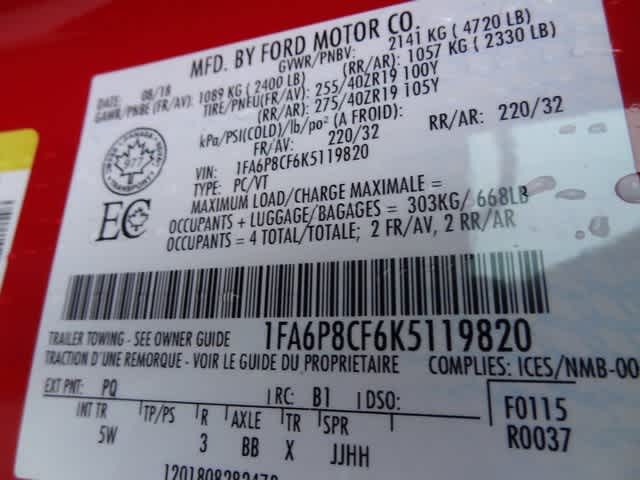 MFD. BY FORD MOTOR CO.
DATE: 08/18 GVWR/PNBV: 2141 KG ( 4720 LB)
GAWR/PNBE (FR/AV): 1089 KG ( 2400 LB) (RR/AR): 1057 KG ( 2330 LB)
TIRE/PNEU(FR/AV): 255/40ZR19 100Y
(RR/AR): 275/40ZR19 105Y
kPa/PSI(COLD)/lb/po² (A FROID):
FR/AV: 220/32 RR/AR: 220/32
VIN: 1FA6P8CF6K5119820
TYPE: PC/VT
MAXIMUM LOAD/CHARGE MAXIMALE =
OCCUPANTS + LUGGAGE/BAGAGES = 303KG/ 668LB
OCCUPANTS = 4 TOTAL/TOTALE; 2 FR/AV, 2 RR/AR
CANADA
977
TRANSPORT
EC
TRAILER TOWING - SEE OWNER GUIDE 1FA6P8CF6K5119820
TRACTION D'UNE REMORQUE - VOIR LE GUIDE DU PROPRIETAIRE COMPLIES: ICES/NMB-00
EXT PNT: PQ RC: B1 DSO: F0115
INT TR TP/PS R AXLE TR SPR R0037
5W 3 BB X JJHH